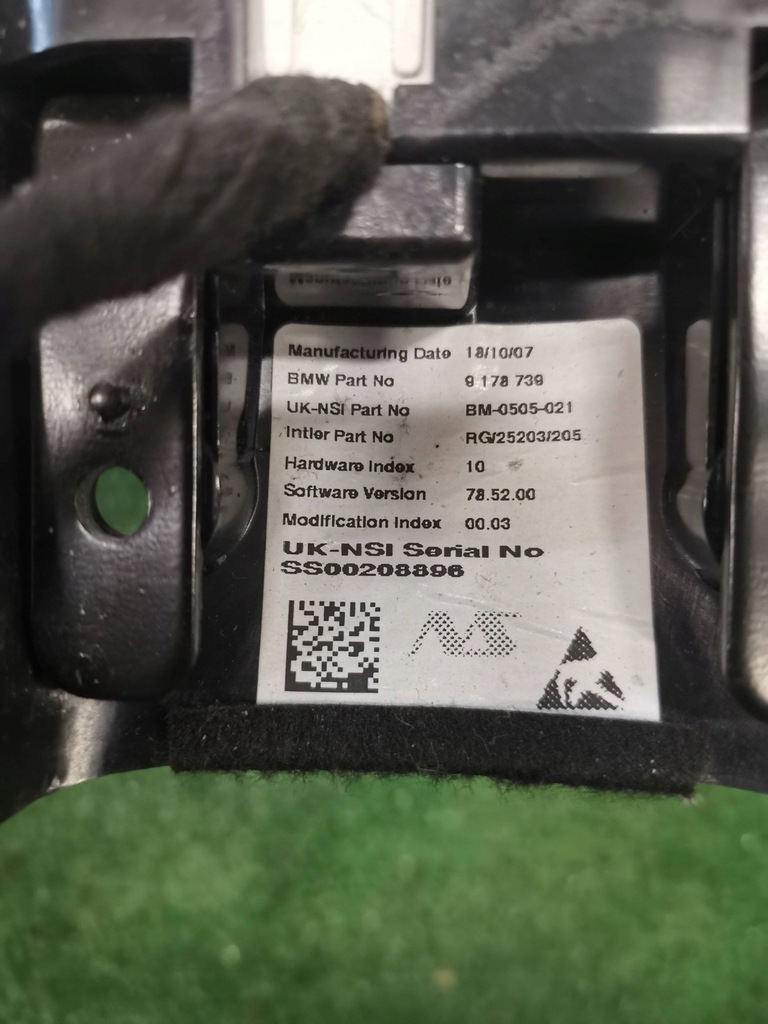 Manufacturing Date 18/10/07
BMW Part No 9 178 739
UK-NSI Part No BM-0505-021
Intier Part No RG/25203/205
Hardware Index 10
Software Version 78.52.00
Modification Index 00.03
UK-NSI Serial No
SS00208896
NS